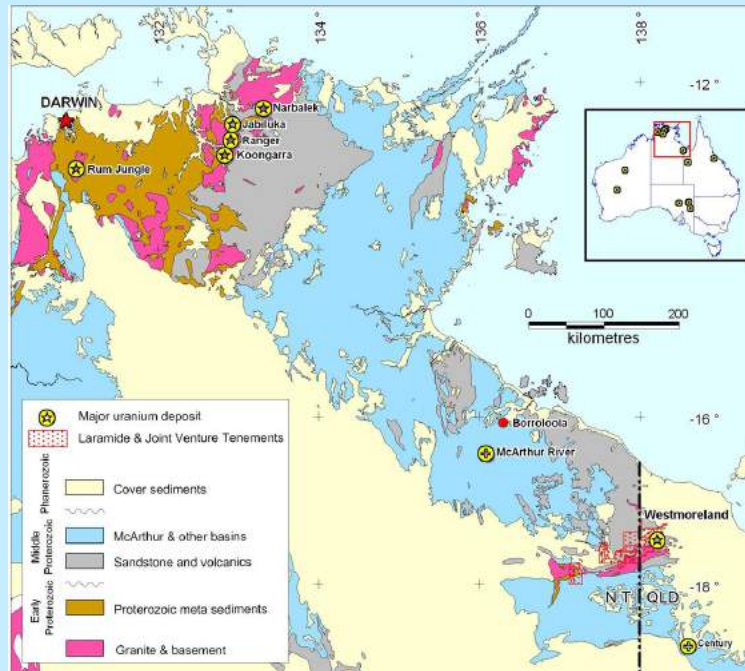 132
134
136
138
-12
DARWIN
Narbalek
Jabiluka
Ranger
Koongarra
Rum Jungle
0 100 200
kilometres
-16
Borroloola
McArthur River
Westmoreland
-18
NT QLD
Century
Major uranium deposit
Laramide & Joint Venture Tenements
Phanerozoic
Cover sediments
Middle
Proterozoic
McArthur & other basins
Sandstone and volcanics
Early
Proterozoic
Proterozoic meta sediments
Granite & basement